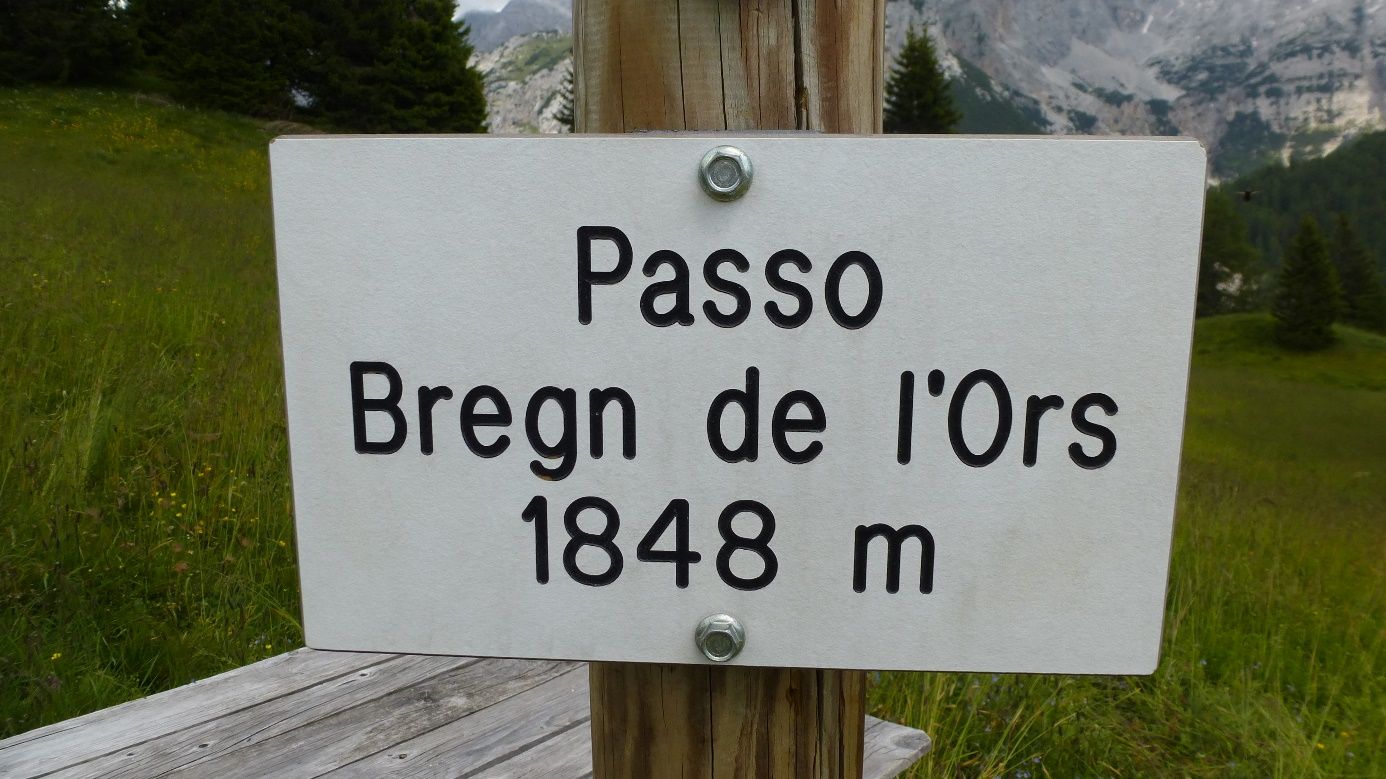 Passo
Bregn de l'Ors
1848 m